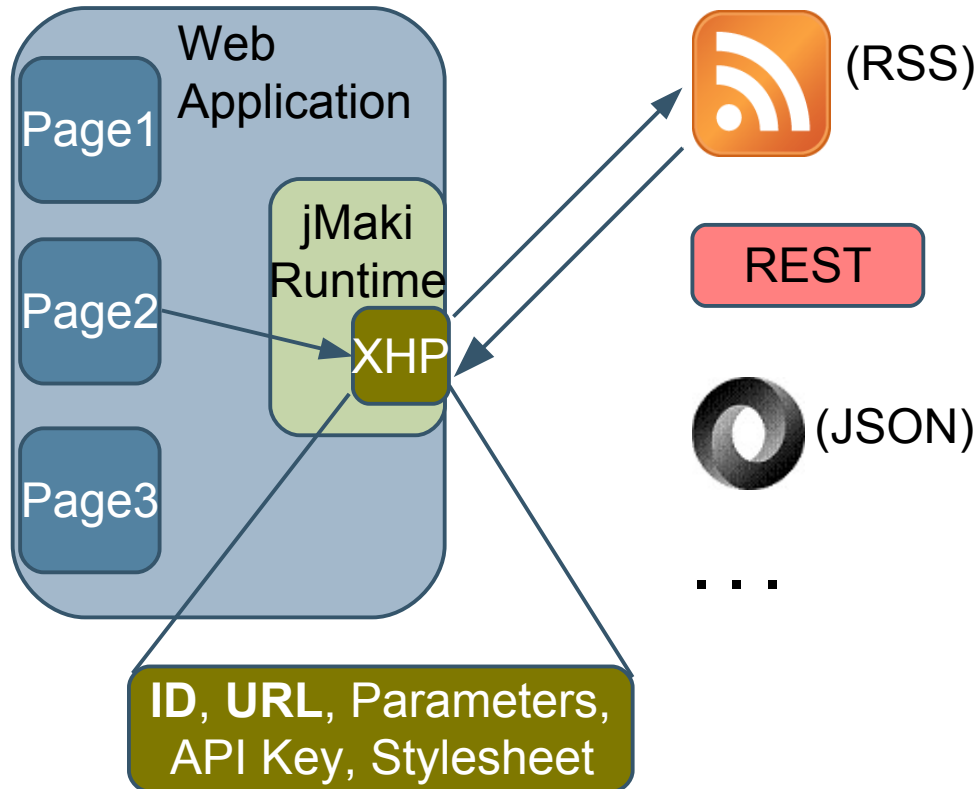 Web
Application
Page1
jMaki
Runtime
Page2
XHP
Page3
(RSS)
REST
(JSON)
. . .
ID, URL, Parameters,
API Key, Stylesheet